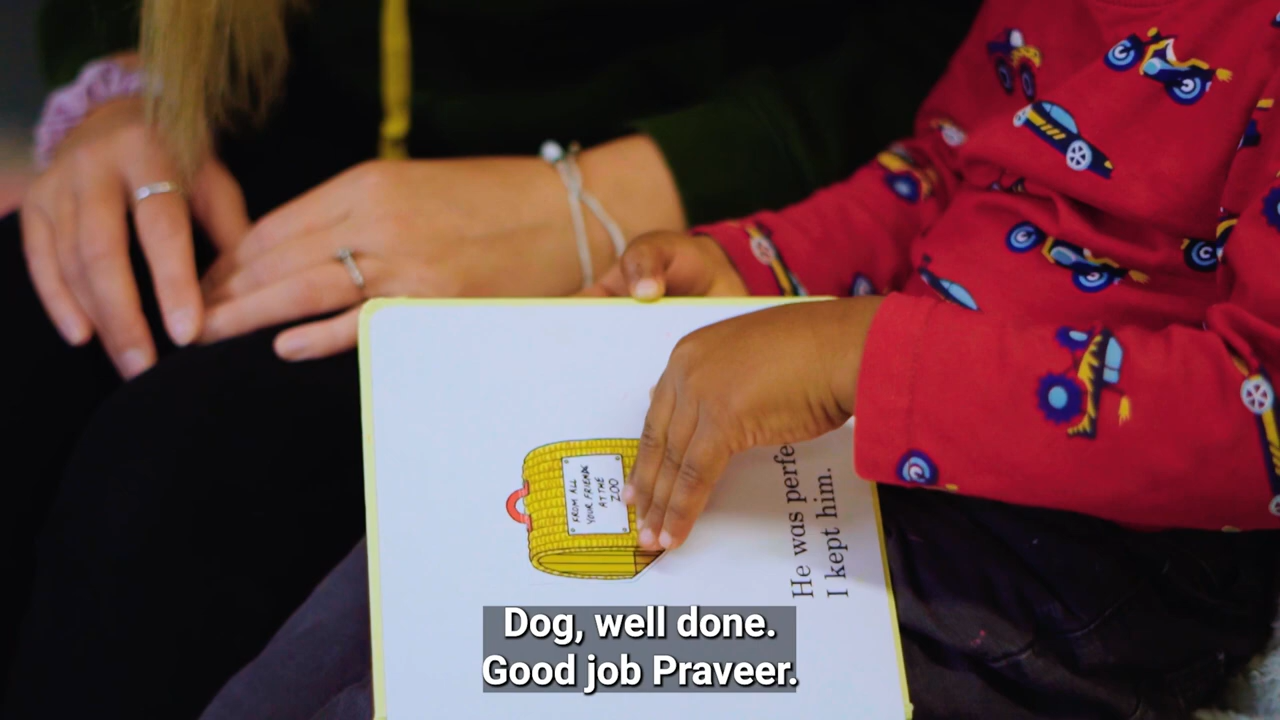 FROM ALL
YOUR FRIENDS
AT THE
ZOO
He was perfe
I kept him.
Dog, well done.
Good job Praveer.